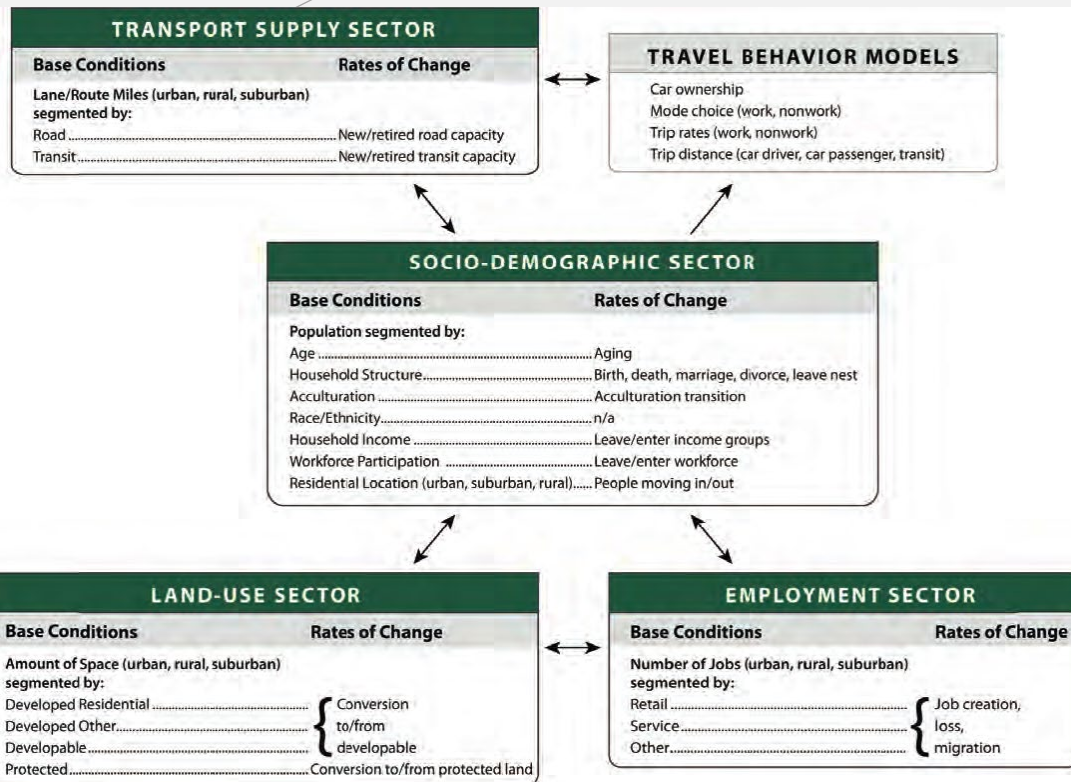 TRANSPORT SUPPLY SECTOR
Base Conditions Rates of Change
Lane/Route Miles (urban, rural, suburban)
segmented by:
Road ........ New/retired road capacity
Transit ........ New/retired transit capacity
TRAVEL BEHAVIOR MODELS
Car ownership
Mode choice (work, nonwork)
Trip rates (work, nonwork)
Trip distance (car driver, car passenger, transit)
SOCIO-DEMOGRAPHIC SECTOR
Base Conditions Rates of Change
Population segmented by:
Age ........ Aging
Household Structure ........ Birth, death, marriage, divorce, leave nest
Acculturation ........ Acculturation transition
Race/Ethnicity ........ n/a
Household Income ........ Leave/enter income groups
Workforce Participation ........ Leave/enter workforce
Residential Location (urban, suburban, rural) ...... People moving in/out
LAND-USE SECTOR
Base Conditions Rates of Change
Amount of Space (urban, rural, suburban)
segmented by:
Developed Residential ........ { Conversion
Developed Other ........ to/from
Developable ........ developable
Protected ........ Conversion to/from protected land
EMPLOYMENT SECTOR
Base Conditions Rates of Change
Number of Jobs (urban, rural, suburban)
segmented by:
Retail ........ { Job creation,
Service ........ loss,
Other ........ migration